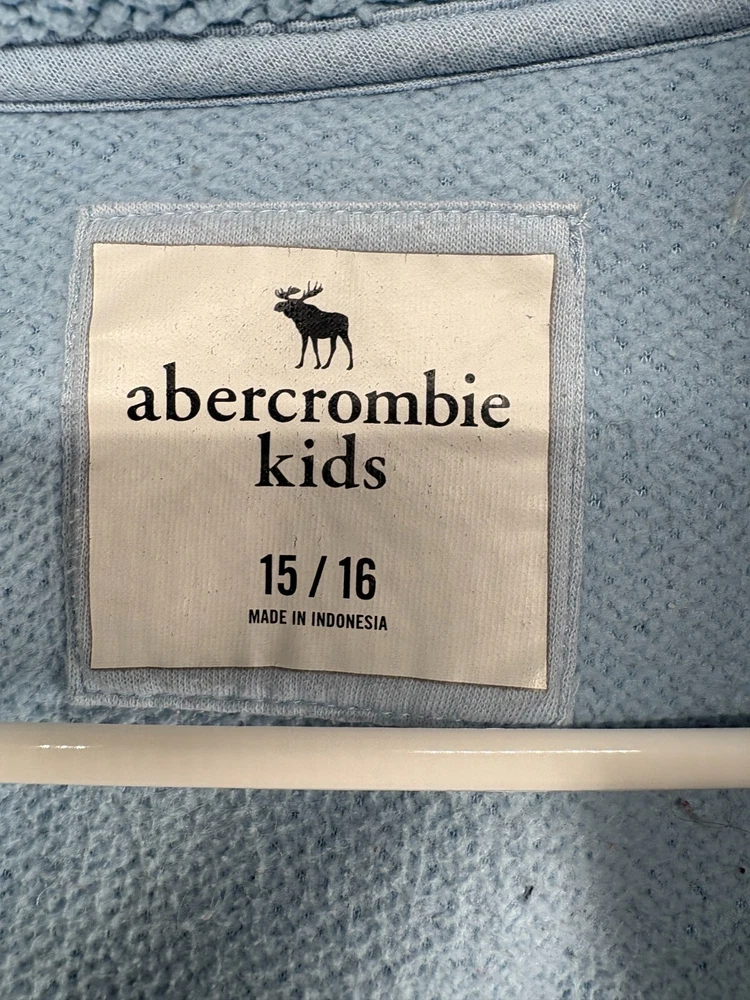 abercrombie
kids
15 / 16
MADE IN INDONESIA